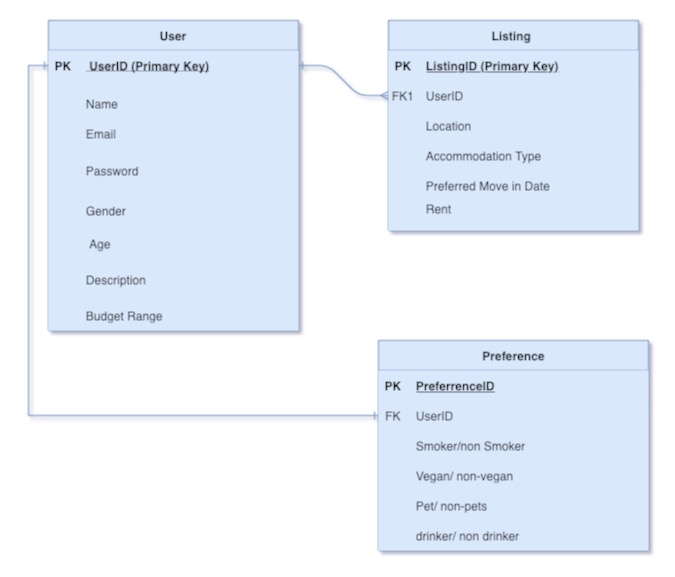 User
PK UserID (Primary Key)
Name
Email
Password
Gender
Age
Description
Budget Range
Listing
PK ListingID (Primary Key)
FK1 UserID
Location
Accommodation Type
Preferred Move in Date
Rent
Preference
PK PreferrenceID
FK UserID
Smoker/non Smoker
Vegan/ non-vegan
Pet/ non-pets
drinker/ non drinker